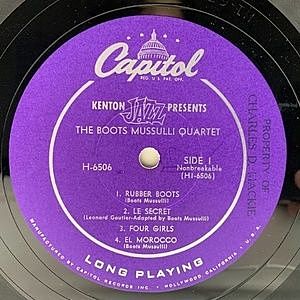 Capitol
REG. U.S. PAT. OFF.
KENTON JAZZ PRESENTS
THE BOOTS MUSSULLI QUARTET
H-6506
SIDE 1
Nonbreakable
(H1-6506)
1. RUBBER BOOTS
(Boots Mussulli)
2. LE SECRET
(Leonard Gautier-Adapted by
Boots Mussulli)
3. FOUR GIRLS
4. EL MOROCCO
(Boots Mussulli)
LONG PLAYING
MANUFACTURED BY CAPITOL RECORDS INC. • HOLLYWOOD, CALIFORNIA, U.S.A.
PROPERTY OF
CHARLES D.